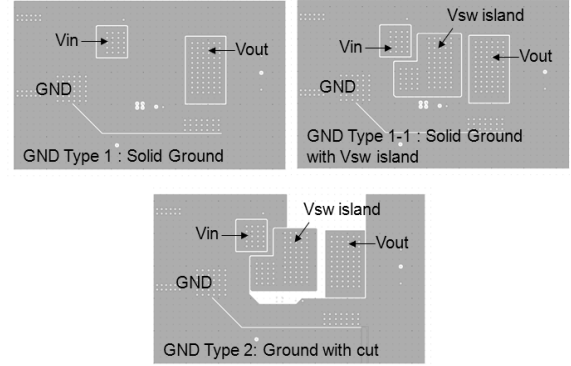 Vin
Vout
GND
GND Type 1 : Solid Ground
Vsw island
Vin
Vout
GND
GND Type 1-1 : Solid Ground
with Vsw island
Vsw island
Vin
Vout
GND
GND Type 2: Ground with cut